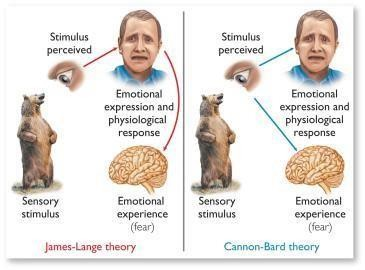 Stimulus
perceived
Emotional
expression and
physiological
response
Sensory
stimulus
Emotional
experience
(fear)
James-Lange theory
Stimulus
perceived
Emotional
expression and
physiological
response
Sensory
stimulus
Emotional
experience
(fear)
Cannon-Bard theory